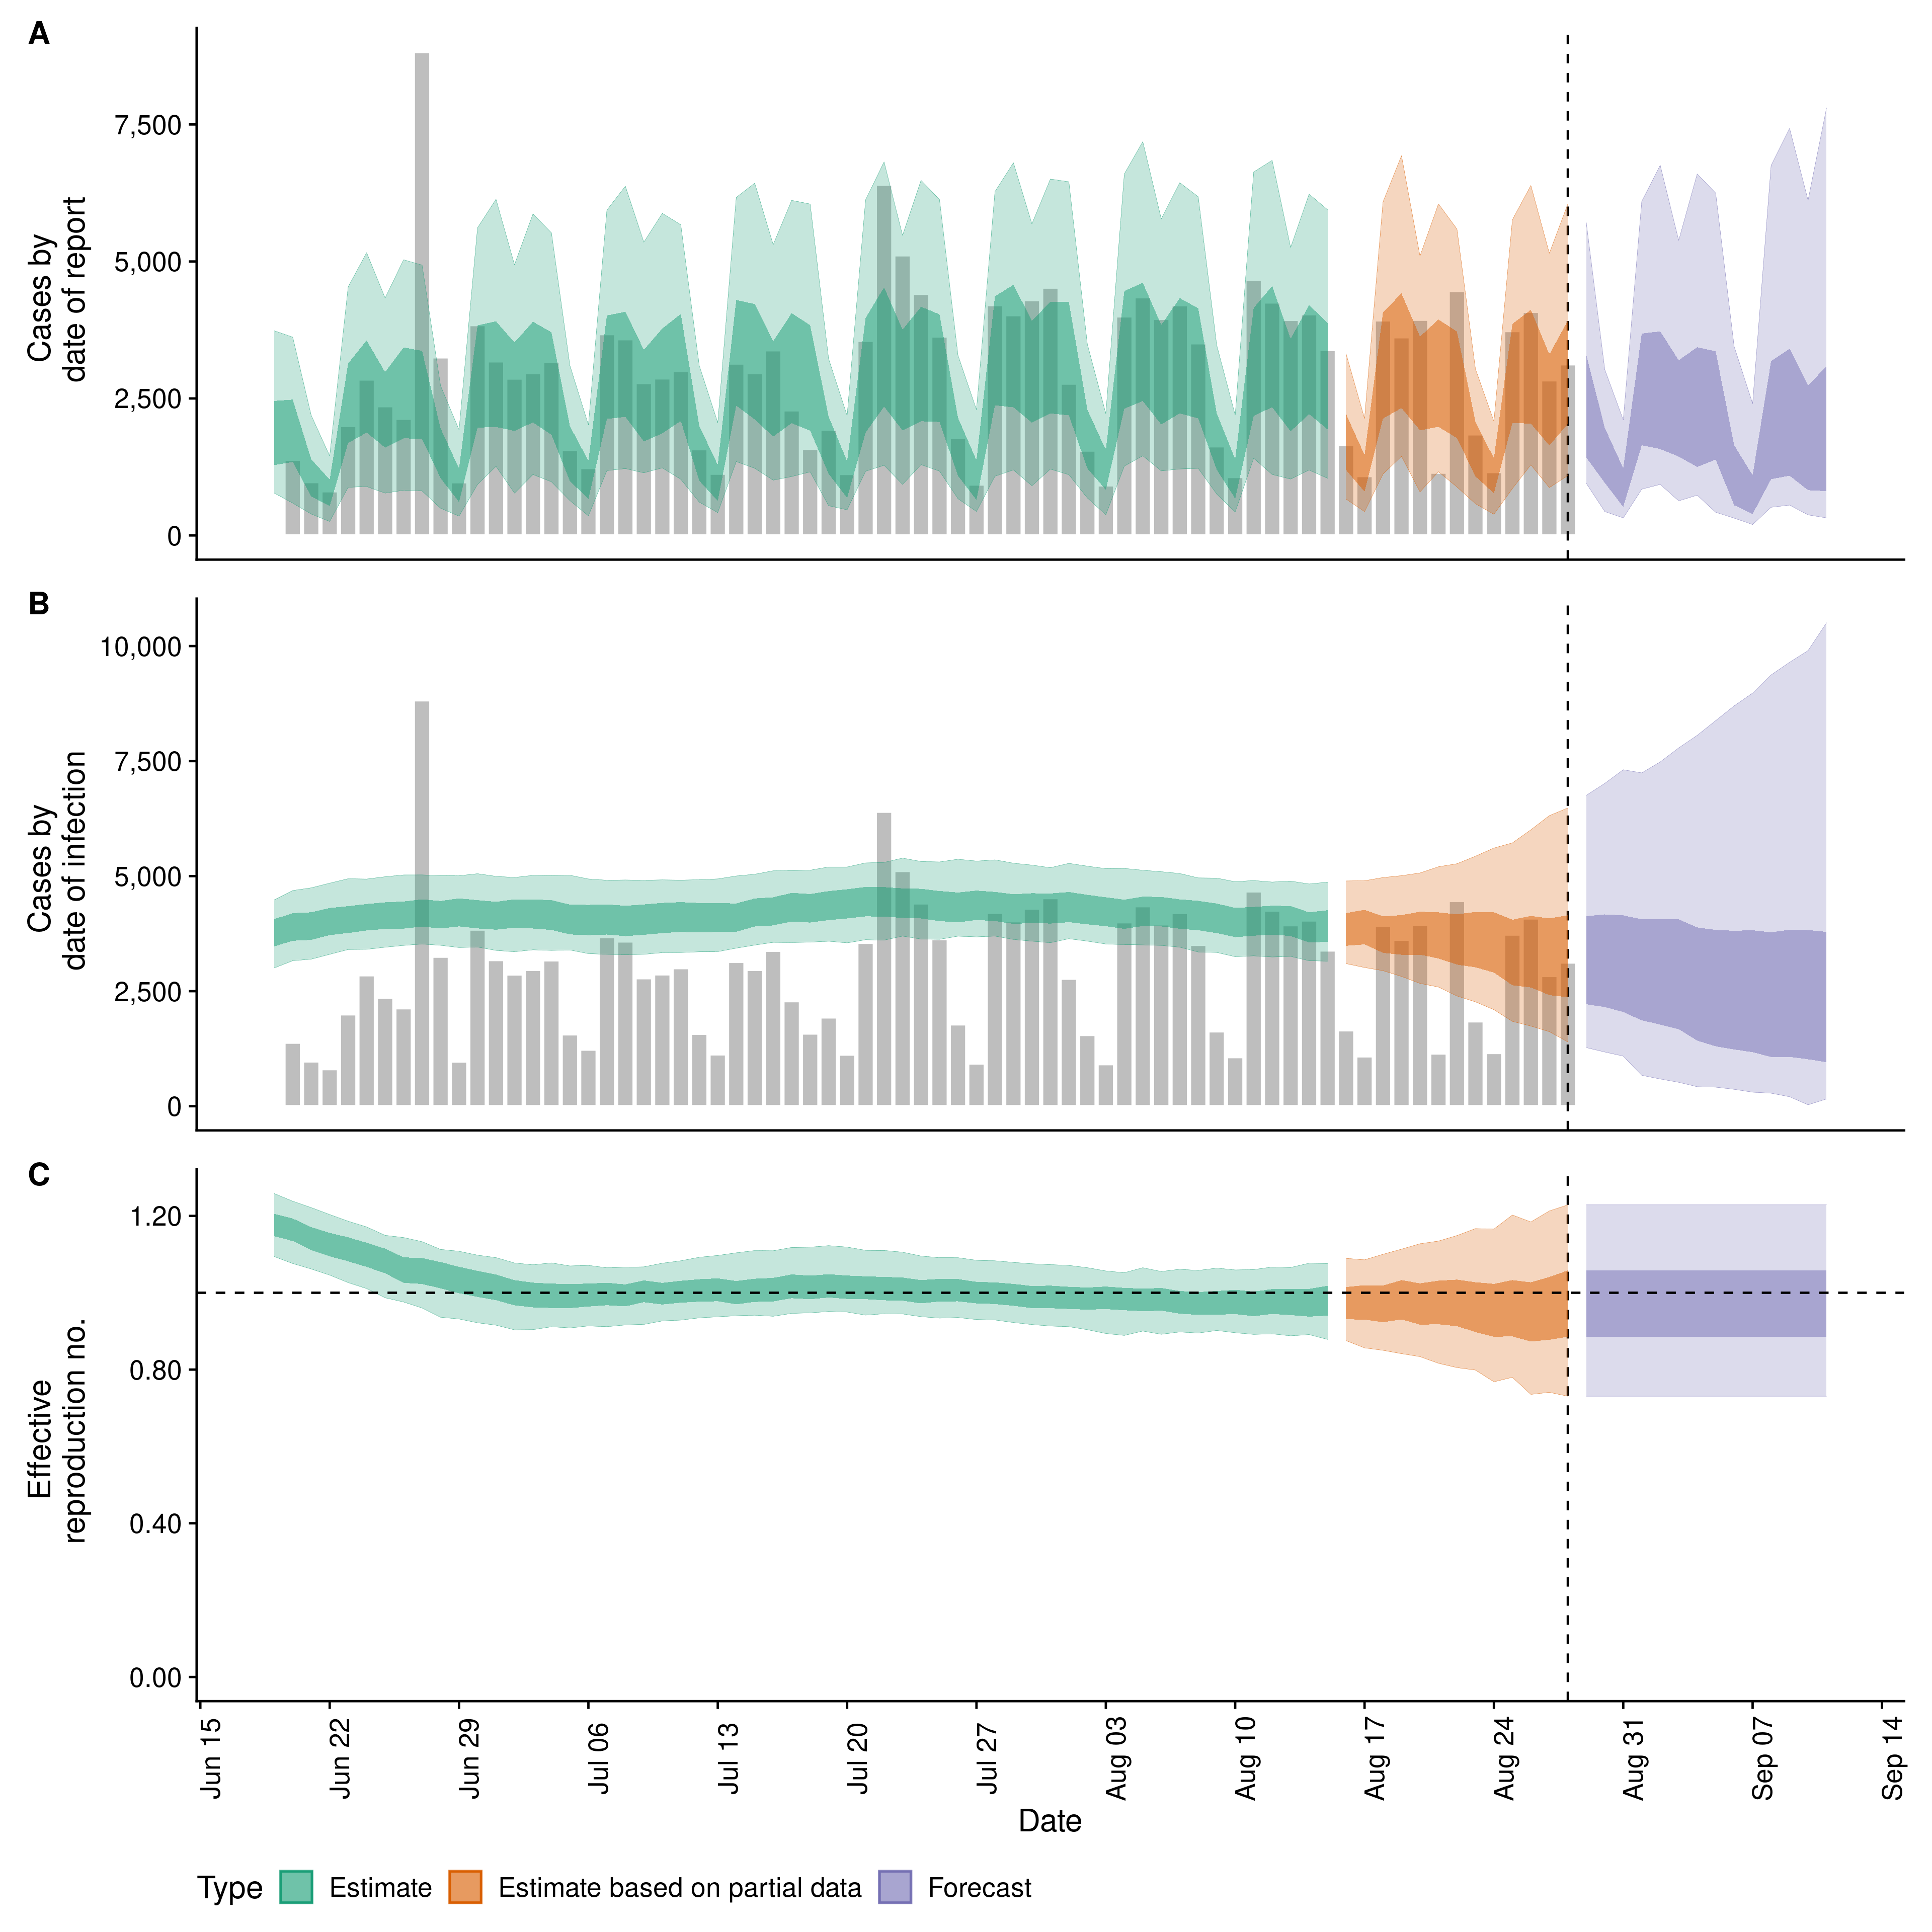 A
Cases by
date of report
7,500
5,000
2,500
0
B
Cases by
date of infection
10,000
7,500
5,000
2,500
0
C
Effective
reproduction no.
1.20
0.80
0.40
0.00
Jun 15
Jun 22
Jun 29
Jul 06
Jul 13
Jul 20
Jul 27
Aug 03
Aug 10
Aug 17
Aug 24
Aug 31
Sep 07
Sep 14
Date
Type
Estimate
Estimate based on partial data
Forecast